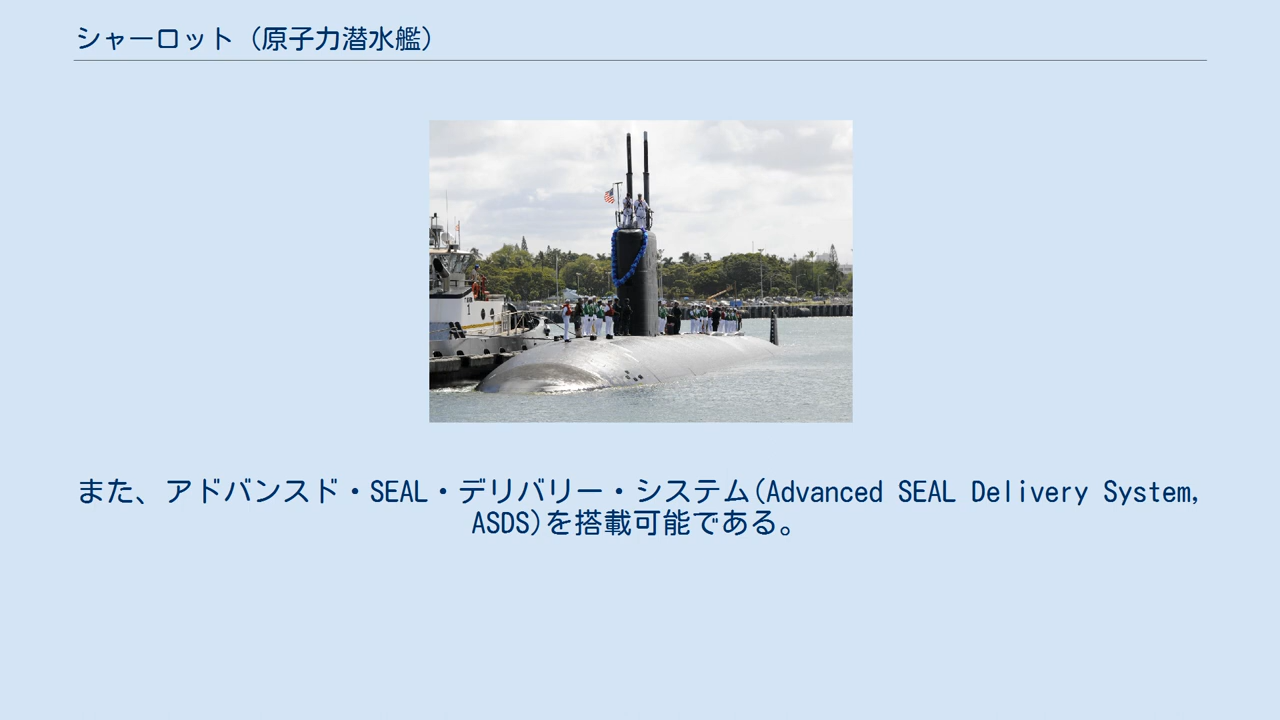 シャーロット (原子力潜水艦)
また、アドバンスド・SEAL・デリバリー・システム(Advanced SEAL Delivery System,
ASDS)を搭載可能である。